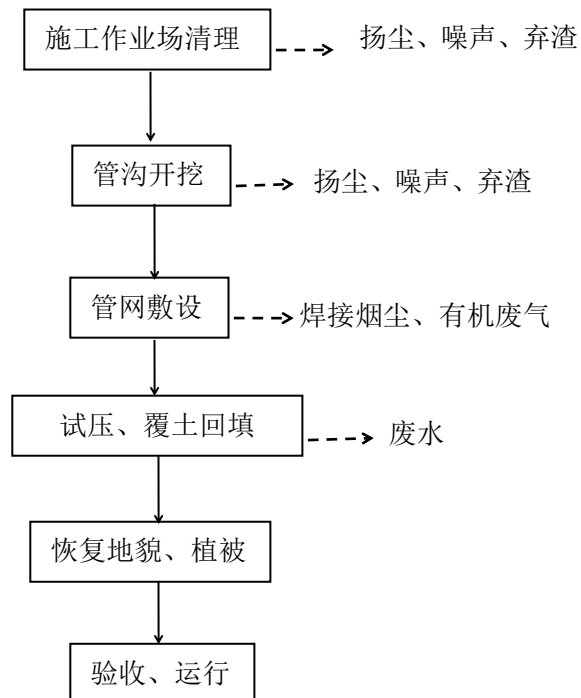 施工作业场清理
扬尘、噪声、弃渣
管沟开挖
扬尘、噪声、弃渣
管网敷设
焊接烟尘、有机废气
试压、覆土回填
废水
恢复地貌、植被
验收、运行